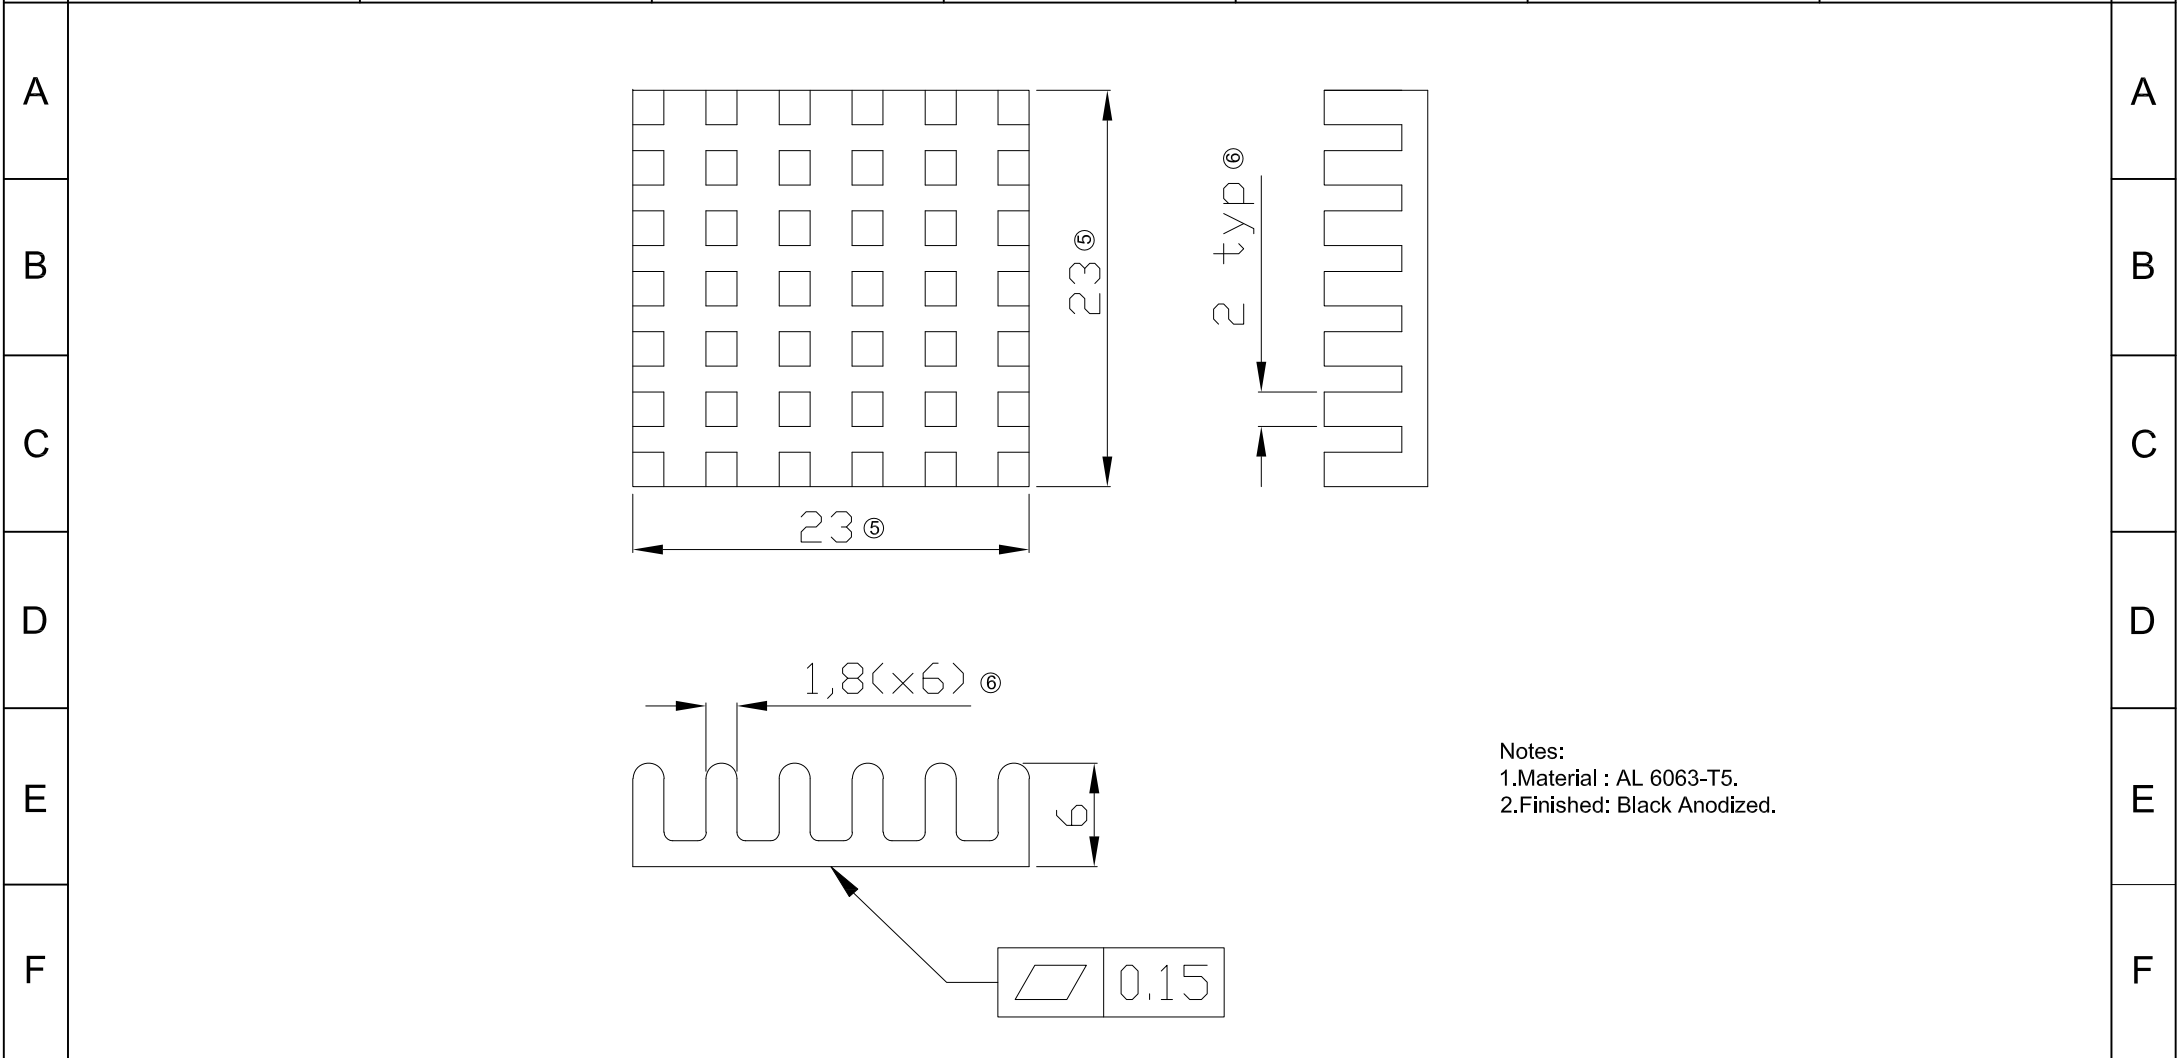 A
A
2 typ⑥
B
23⑤
B
C
C
23⑤
D
D
1,8(x6)⑥
Notes:
1.Material : AL 6063-T5.
E
6
E
2.Finished: Black Anodized.
F
0.15
F